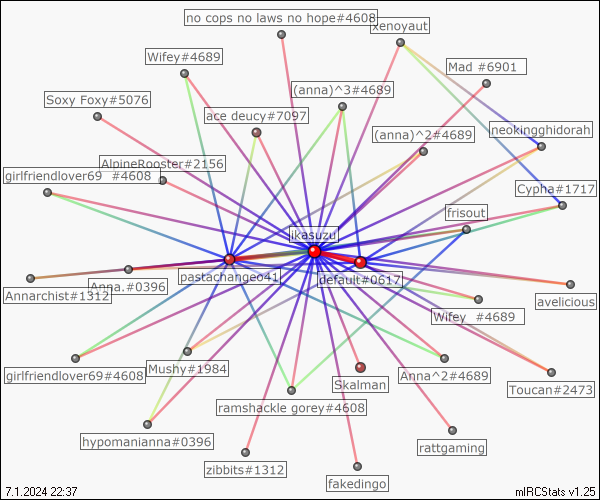 no cops no laws no hope#4608
xenoyaut
Wifey#4689
Mad #6901
(anna)^3#4689
Soxy Foxy#5076
ace deucy#7097
neokingghidorah
(anna)^2#4689
AlpineRooster#2156
girlfriendlover69 #4608
Cypha#1717
frisout
ikasuzu
pastachangeo41
default#0617
Anna.#0396
Annarchist#1312
avelicious
Wifey #4689
girlfriendlover69#4608
Mushy#1984
Skalman
Anna^2#4689
Toucan#2473
ramshackle gorey#4608
hypomanianna#0396
rattgaming
zibbits#1312
fakedingo
7.1.2024 22:37
mIRCStats v1.25